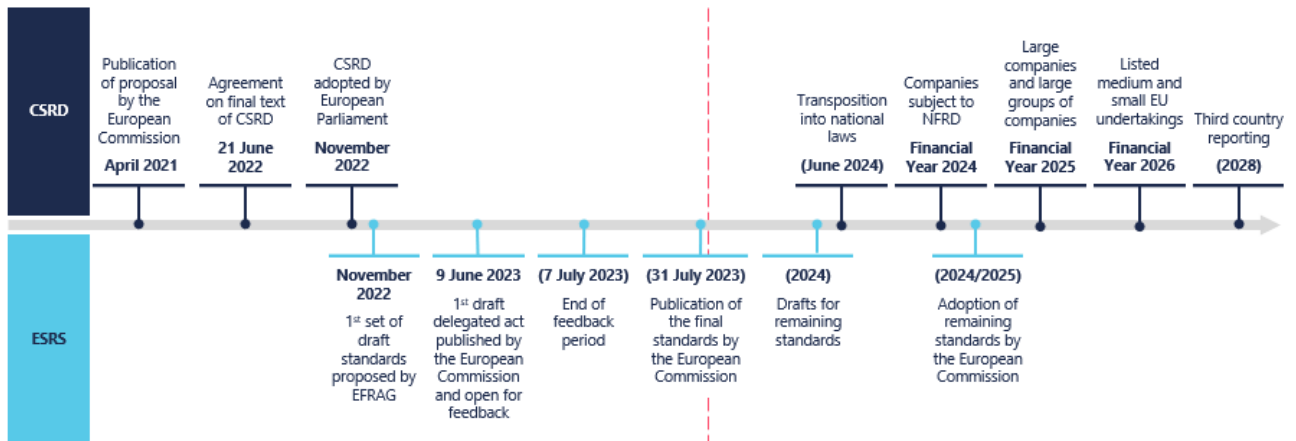 CSRD
Publication
of proposal
by the
European
Commission
April 2021
Agreement
on final text
of CSRD
21 June
2022
CSRD
adopted by
European
Parliament
November
2022
Transposition
into national
laws
(June 2024)
Companies
subject to
NFRD
Financial
Year 2024
Large
companies
and large
groups of
companies
Financial
Year 2025
Listed
medium and
small EU
undertakings
Financial
Year 2026
Third country
reporting
(2028)
ESRS
November
2022
1st set of
draft
standards
proposed by
EFRAG
9 June 2023
1st draft
delegated act
published by
the European
Commission
and open for
feedback
(7 July 2023)
End of
feedback
period
(31 July 2023)
Publication of
the final
standards by
the European
Commission
(2024)
Drafts for
remaining
standards
(2024/2025)
Adoption of
remaining
standards by
the European
Commission